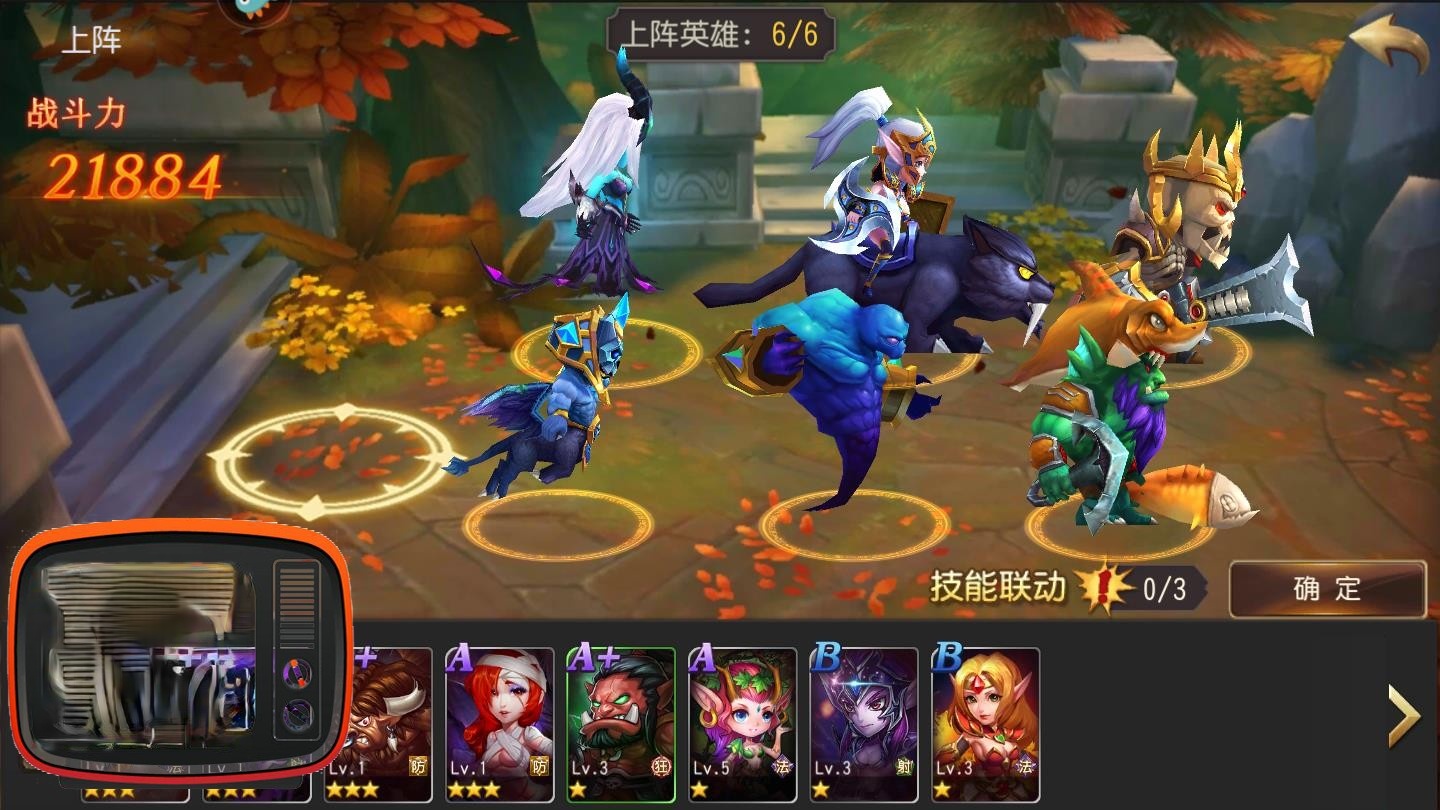 上阵
上阵英雄：6/6
战斗力
21884
技能联动 0/3
确定
A A+ A B B
Lv.1 防
Lv.1 防
Lv.3 狂
Lv.5 法
Lv.3 射
Lv.3 法